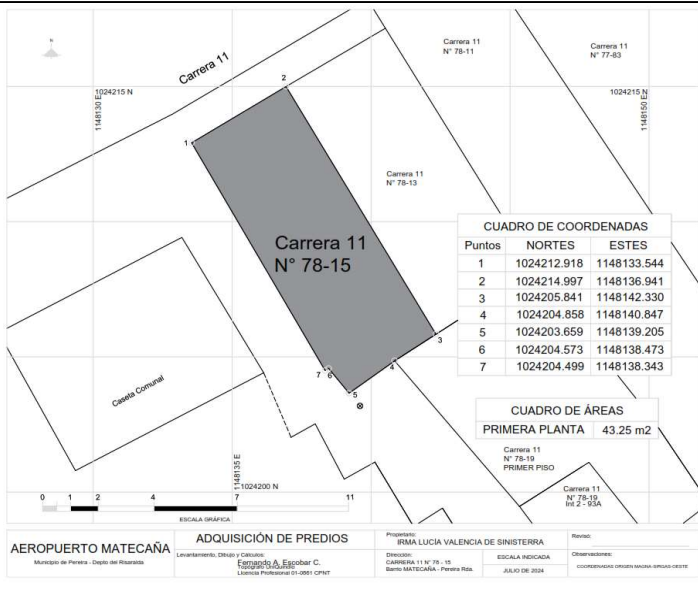 Carrera 11
N° 78-11
Carrera 11
N° 77-83
Carrera 11
1024215 N
1148130 E
1024215 N
1148150 E
2
1
Carrera 11
N° 78-13
Carrera 11
N° 78-15
CUADRO DE COORDENADAS
Puntos NORTES ESTES
1 1024212.918 1148133.544
2 1024214.997 1148136.941
3 1024205.841 1148142.330
4 1024204.858 1148140.847
5 1024203.659 1148139.205
6 1024204.573 1148138.473
7 1024204.499 1148138.343
3
4
7
6
5
Caseta Comunal
CUADRO DE ÁREAS
PRIMERA PLANTA 43.25 m2
Carrera 11
N° 78-19
PRIMER PISO
Carrera 11
N° 78-19
Int 2 - 93A
1148135 E
1024200 N
0 1 2 4 7 11
ESCALA GRÁFICA
AEROPUERTO MATECAÑA
Municipio de Pereira - Depto del Risaralda
ADQUISICIÓN DE PREDIOS
Levantamiento, Dibujo y Cálculos:
Fernando A. Escobar C.
Topógrafo UniQuindio
Licencia Profesional 01-0861 CPNT
Propietario:
IRMA LUCÍA VALENCIA DE SINISTERRA
Dirección:
CARRERA 11 N° 78 - 15
Barrio MATECAÑA - Pereira Rda.
ESCALA INDICADA
JULIO DE 2024
Revisó:
Observaciones:
COORDENADAS ORIGEN MAGNA-SIRGAS OESTE